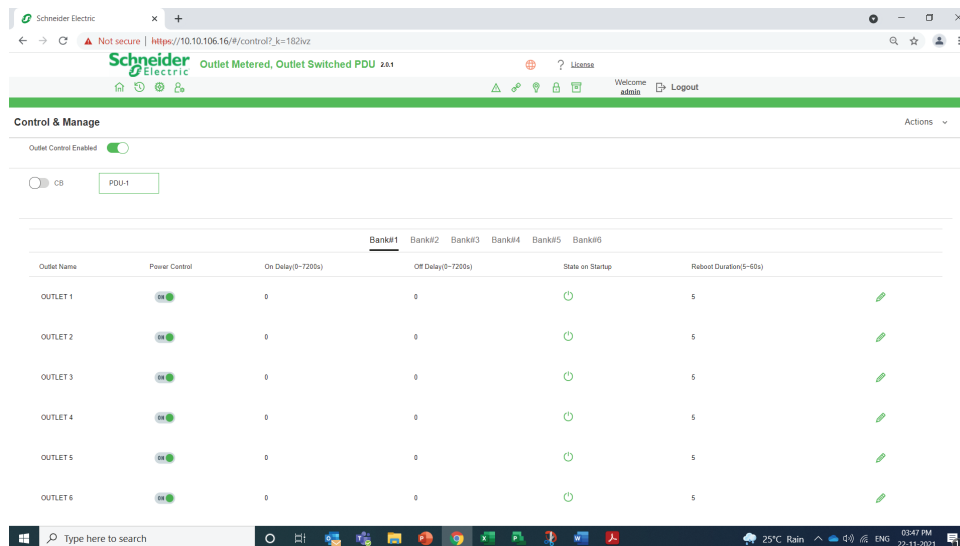 Schneider Electric
Not secure | https://10.10.106.16/#/control?_k=182ivz
Schneider Electric Outlet Metered, Outlet Switched PDU 2.0.1 ? License
Welcome admin Logout
Control & Manage Actions
Outlet Control Enabled
CB PDU-1
Bank#1 Bank#2 Bank#3 Bank#4 Bank#5 Bank#6
Outlet Name Power Control On Delay(0~7200s) Off Delay(0~7200s) State on Startup Reboot Duration(5~60s)
OUTLET 1 ON 0 0 5
OUTLET 2 ON 0 0 5
OUTLET 3 ON 0 0 5
OUTLET 4 ON 0 0 5
OUTLET 5 ON 0 0 5
OUTLET 6 ON 0 0 5
Type here to search 25°C Rain ENG 03:47 PM
22-11-2021